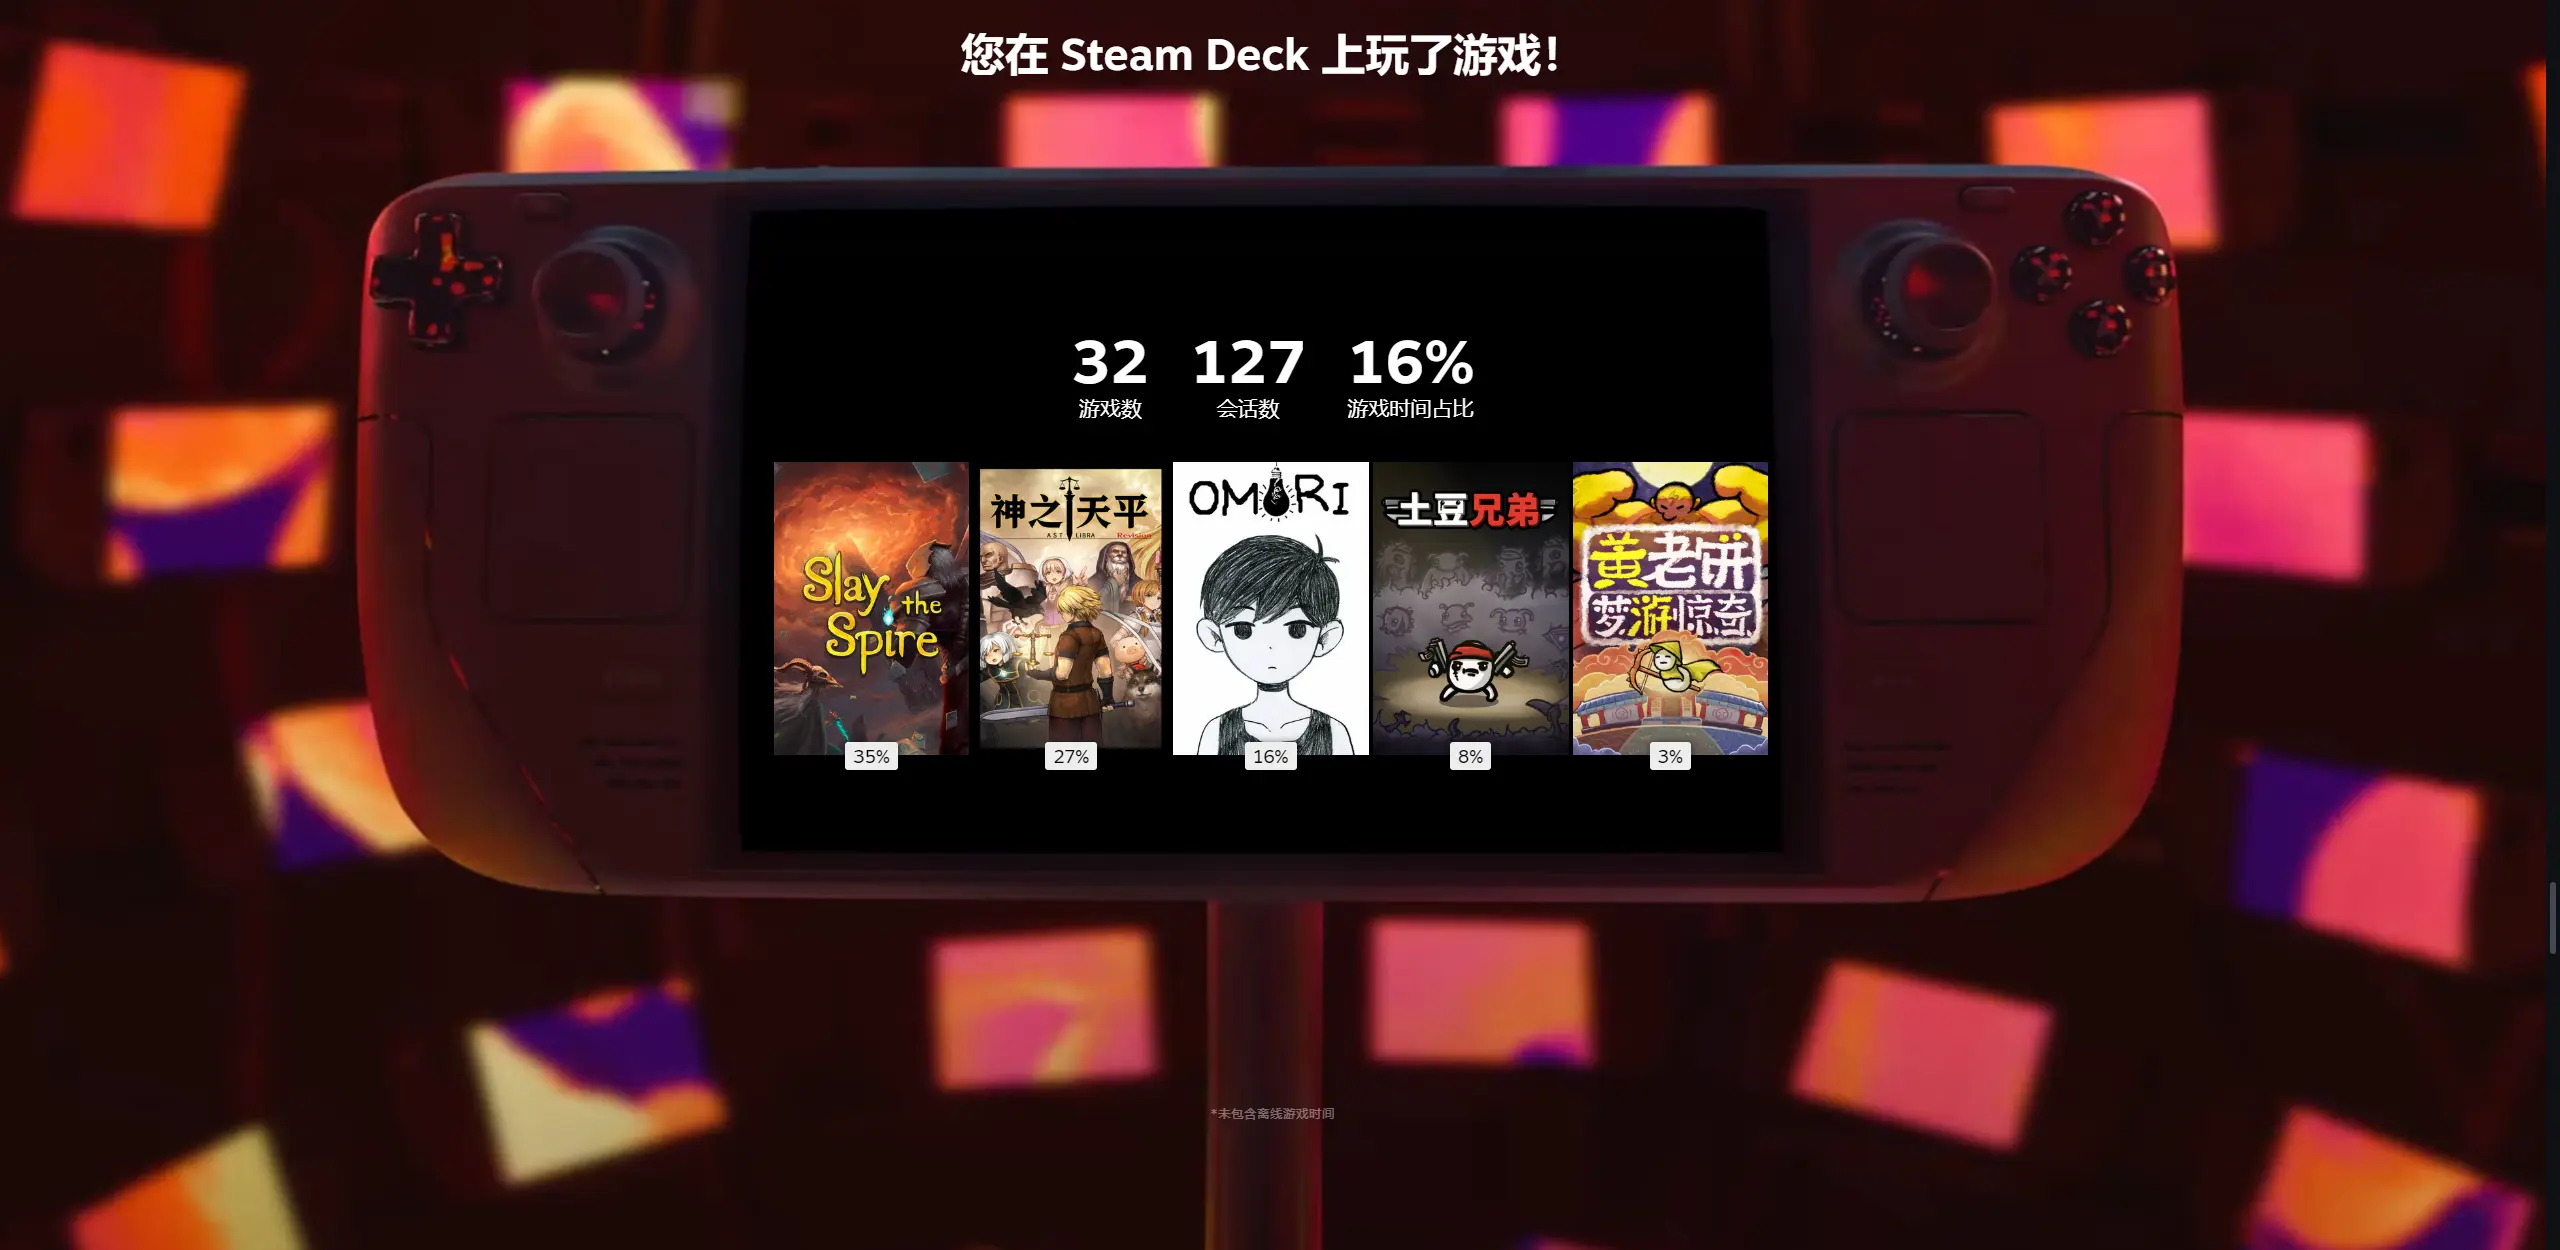 您在 Steam Deck 上玩了游戏！
32 127 16%
游戏数 会话数 游戏时间占比
Slay the Spire
神之天平
ASTLIBRA Revision
OMORI
土豆兄弟
黄老饼
梦游惊奇
35% 27% 16% 8% 3%
*未包含离线游戏时间